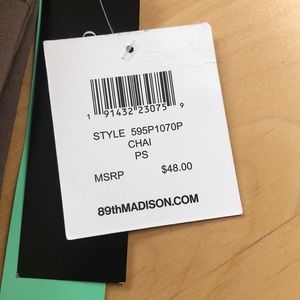 1 91432 23075 9
STYLE 595P1070P
CHAI
PS
MSRP $48.00
89thMADISON.COM